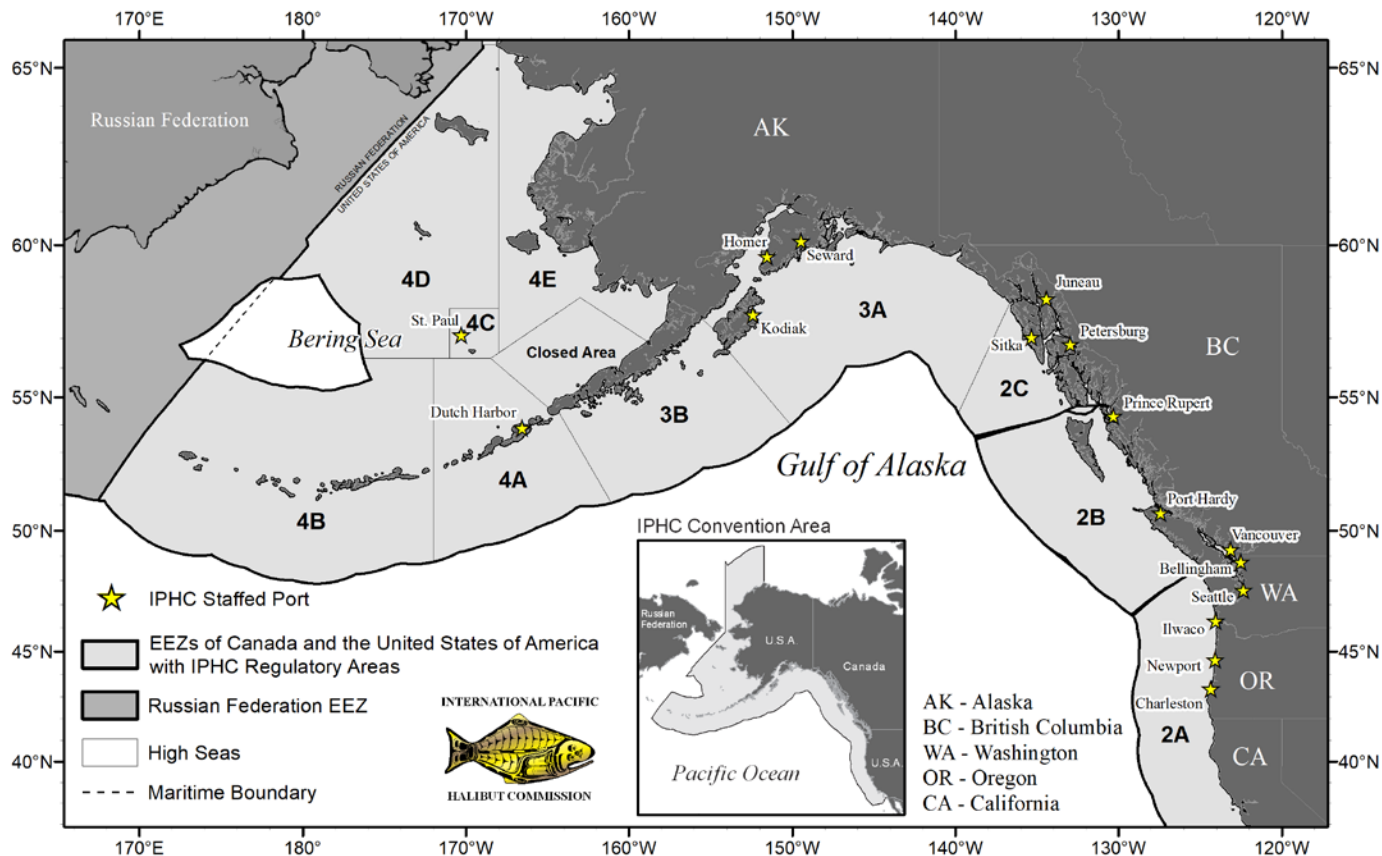 170°E
180°
170°W
160°W
150°W
140°W
130°W
120°W
65°N
65°N
Russian Federation
RUSSIAN FEDERATION
UNITED STATES OF AMERICA
AK
60°N
60°N
Homer
Seward
4D
4E
Juneau
3A
St. Paul
4C
Kodiak
Petersburg
Bering Sea
Sitka
BC
Closed Area
55°N
55°N
2C
Dutch Harbor
3B
Prince Rupert
Gulf of Alaska
4A
Port Hardy
4B
2B
50°N
50°N
IPHC Convention Area
Vancouver
Bellingham
WA
Seattle
IPHC Staffed Port
Russian
Federation
U.S.A.
Canada
Ilwaco
EEZs of Canada and the United States of America
with IPHC Regulatory Areas
45°N
45°N
Newport
OR
Russian Federation EEZ
INTERNATIONAL PACIFIC
HALIBUT COMMISSION
Charleston
2A
High Seas
Maritime Boundary
U.S.A.
Pacific Ocean
AK - Alaska
BC - British Columbia
WA - Washington
OR - Oregon
CA - California
CA
40°N
40°N
170°E
180°
170°W
160°W
150°W
140°W
130°W
120°W